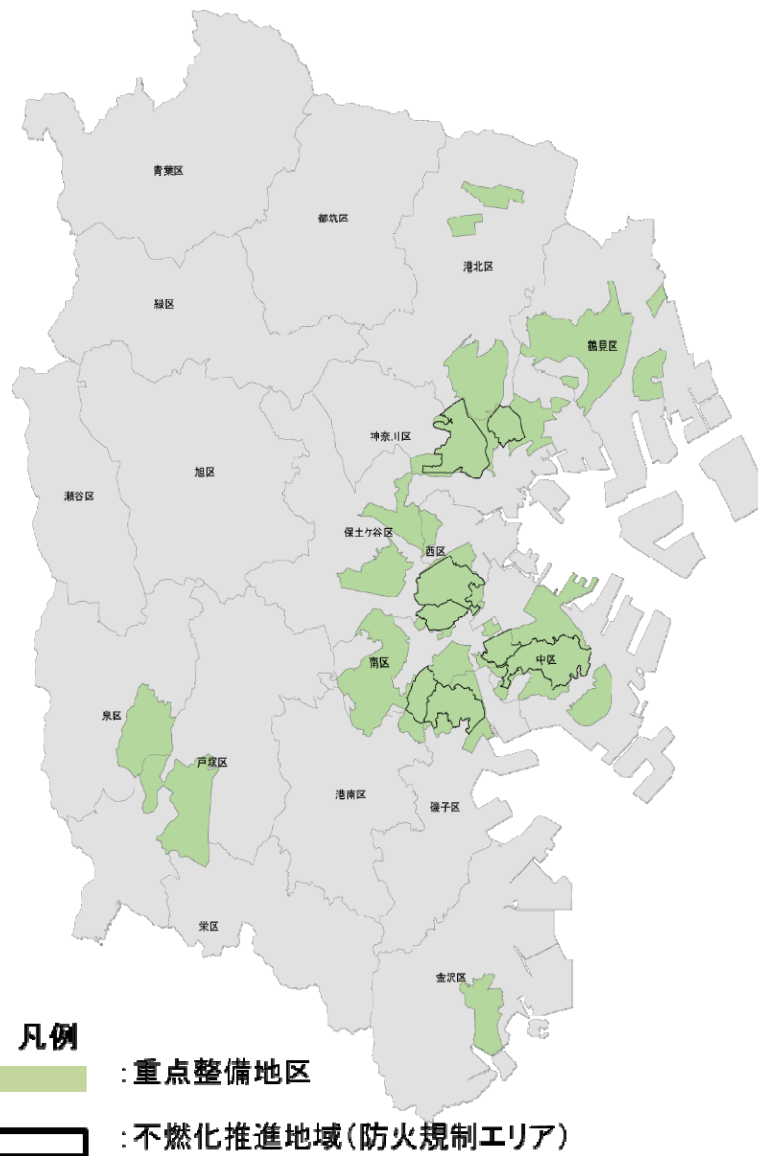 青葉区
都筑区
港北区
緑区
鶴見区
神奈川区
旭区
瀬谷区
保土ケ谷区
西区
南区
中区
泉区
戸塚区
港南区
磯子区
栄区
金沢区
凡例
：重点整備地区
：不燃化推進地域（防火規制エリア）